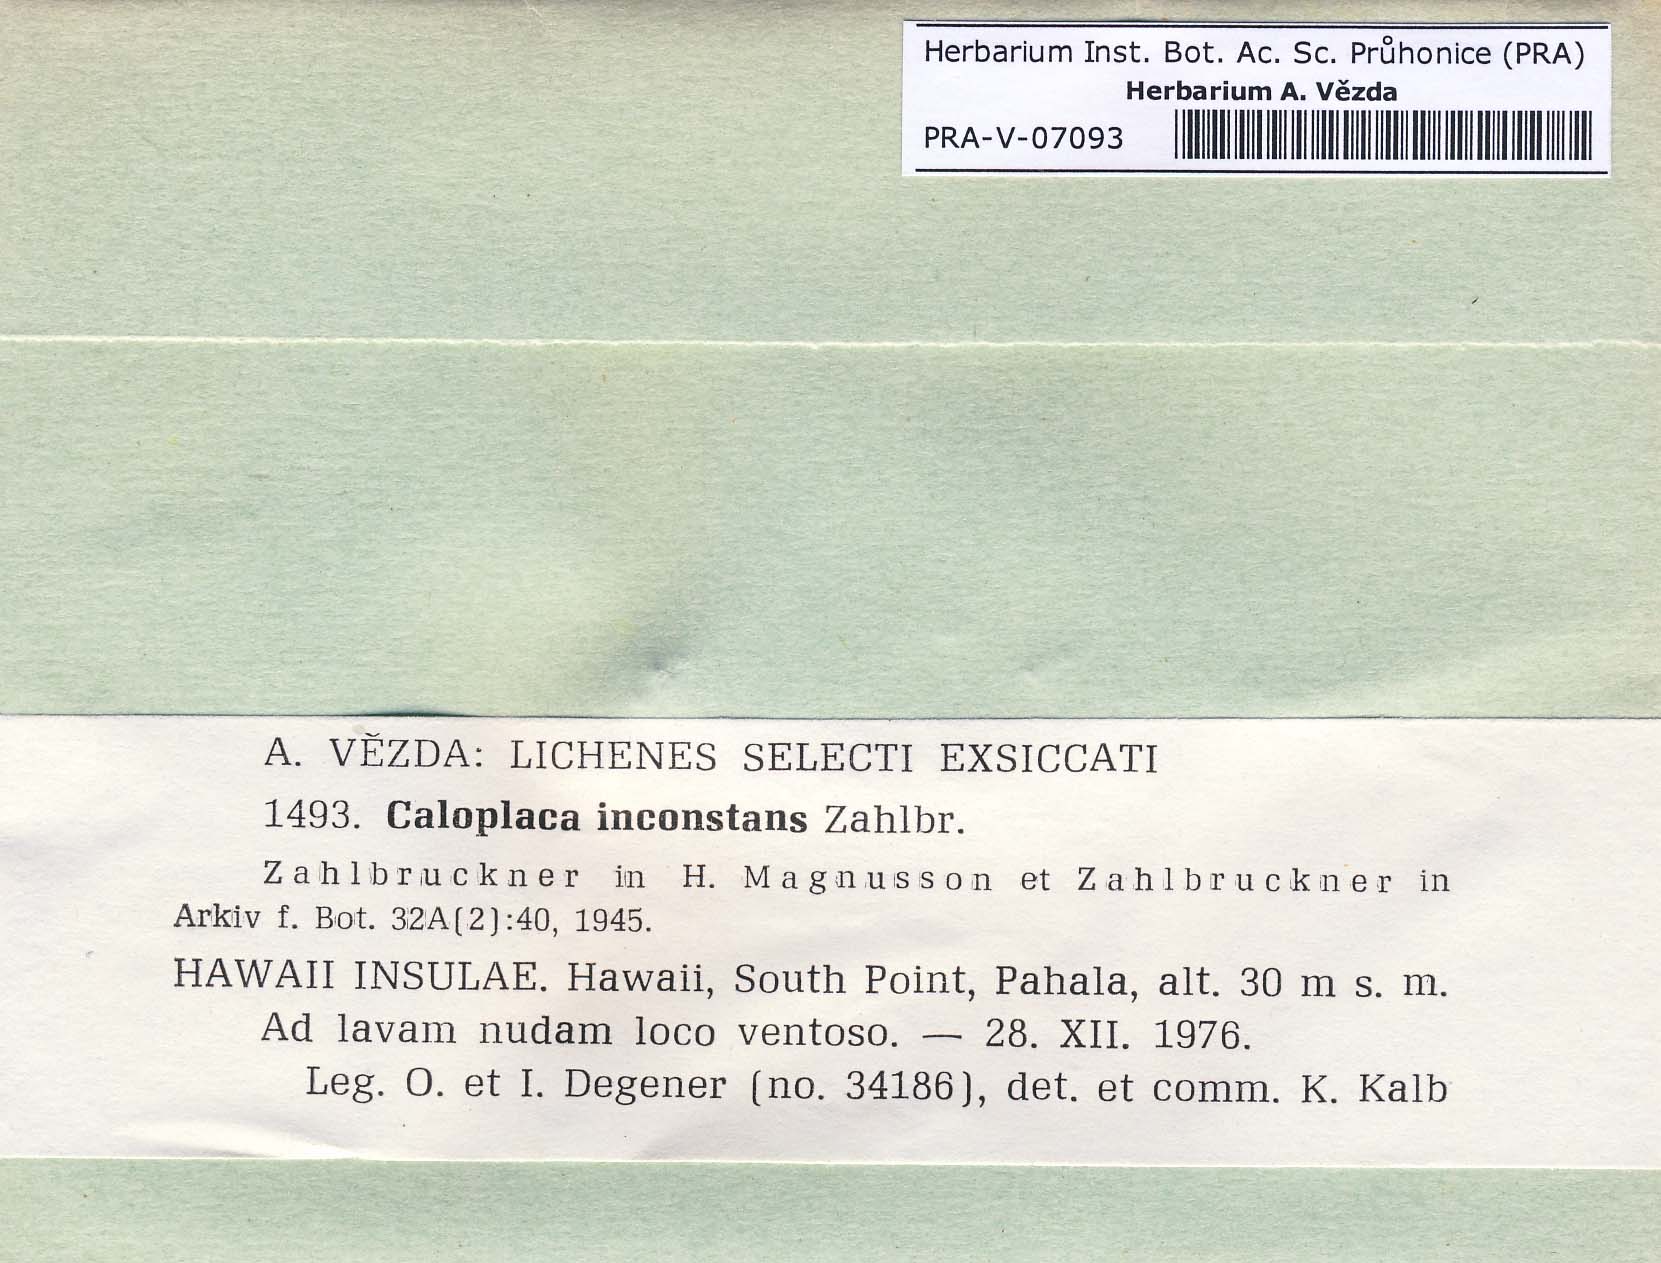 Herbarium Inst. Bot. Ac. Sc. Průhonice (PRA)
Herbarium A. Vězda
PRA-V-07093
A. VĚZDA: LICHENES SELECTI EXSICCATI
1493. Caloplaca inconstans Zahlbr.
Zahlbruckner in H. Magnusson et Zahlbruckner in
Arkiv f. Bot. 32A(2):40, 1945.
HAWAII INSULAE. Hawaii, South Point, Pahala, alt. 30 m s. m.
Ad lavam nudam loco ventoso. — 28. XII. 1976.
Leg. O. et I. Degener (no. 34186), det. et comm. K. Kalb